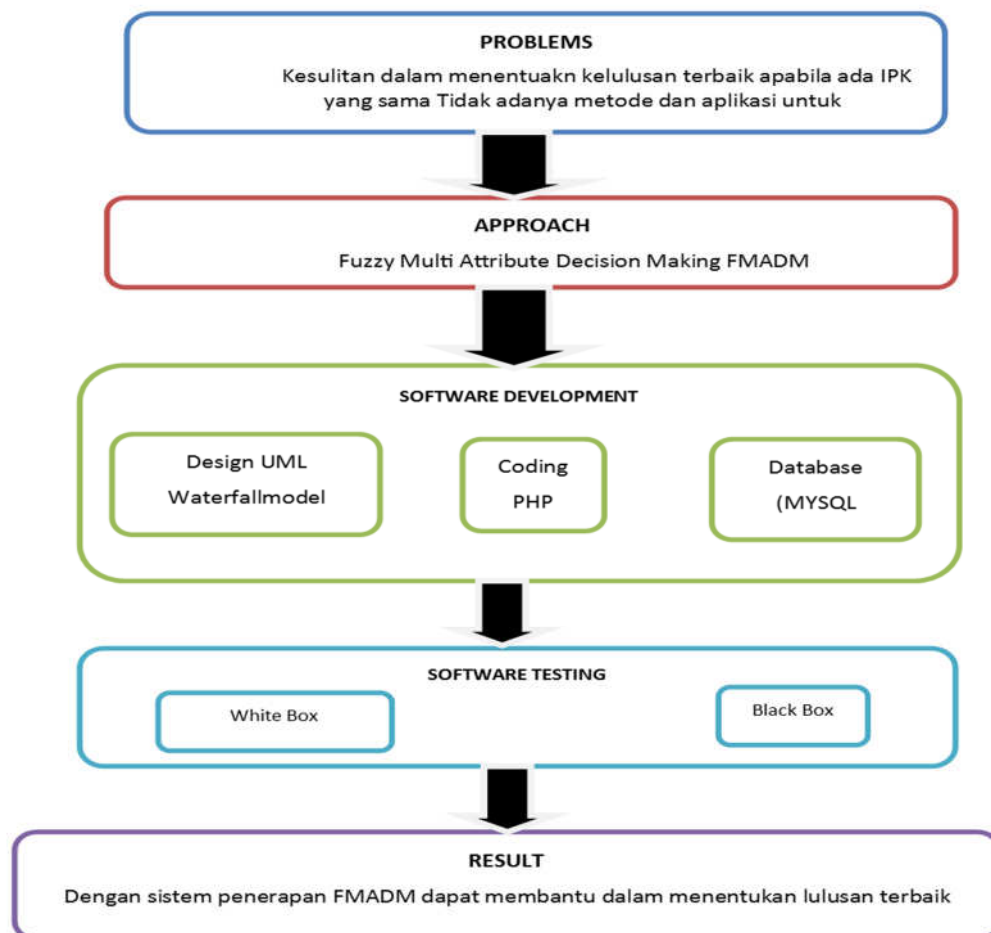 PROBLEMS
Kesulitan dalam menentuakn kelulusan terbaik apabila ada IPK
yang sama Tidak adanya metode dan aplikasi untuk
APPROACH
Fuzzy Multi Attribute Decision Making FMADM
SOFTWARE DEVELOPMENT
Design UML
Waterfallmodel
Coding
PHP
Database
(MYSQL
SOFTWARE TESTING
White Box
Black Box
RESULT
Dengan sistem penerapan FMADM dapat membantu dalam menentukan lulusan terbaik